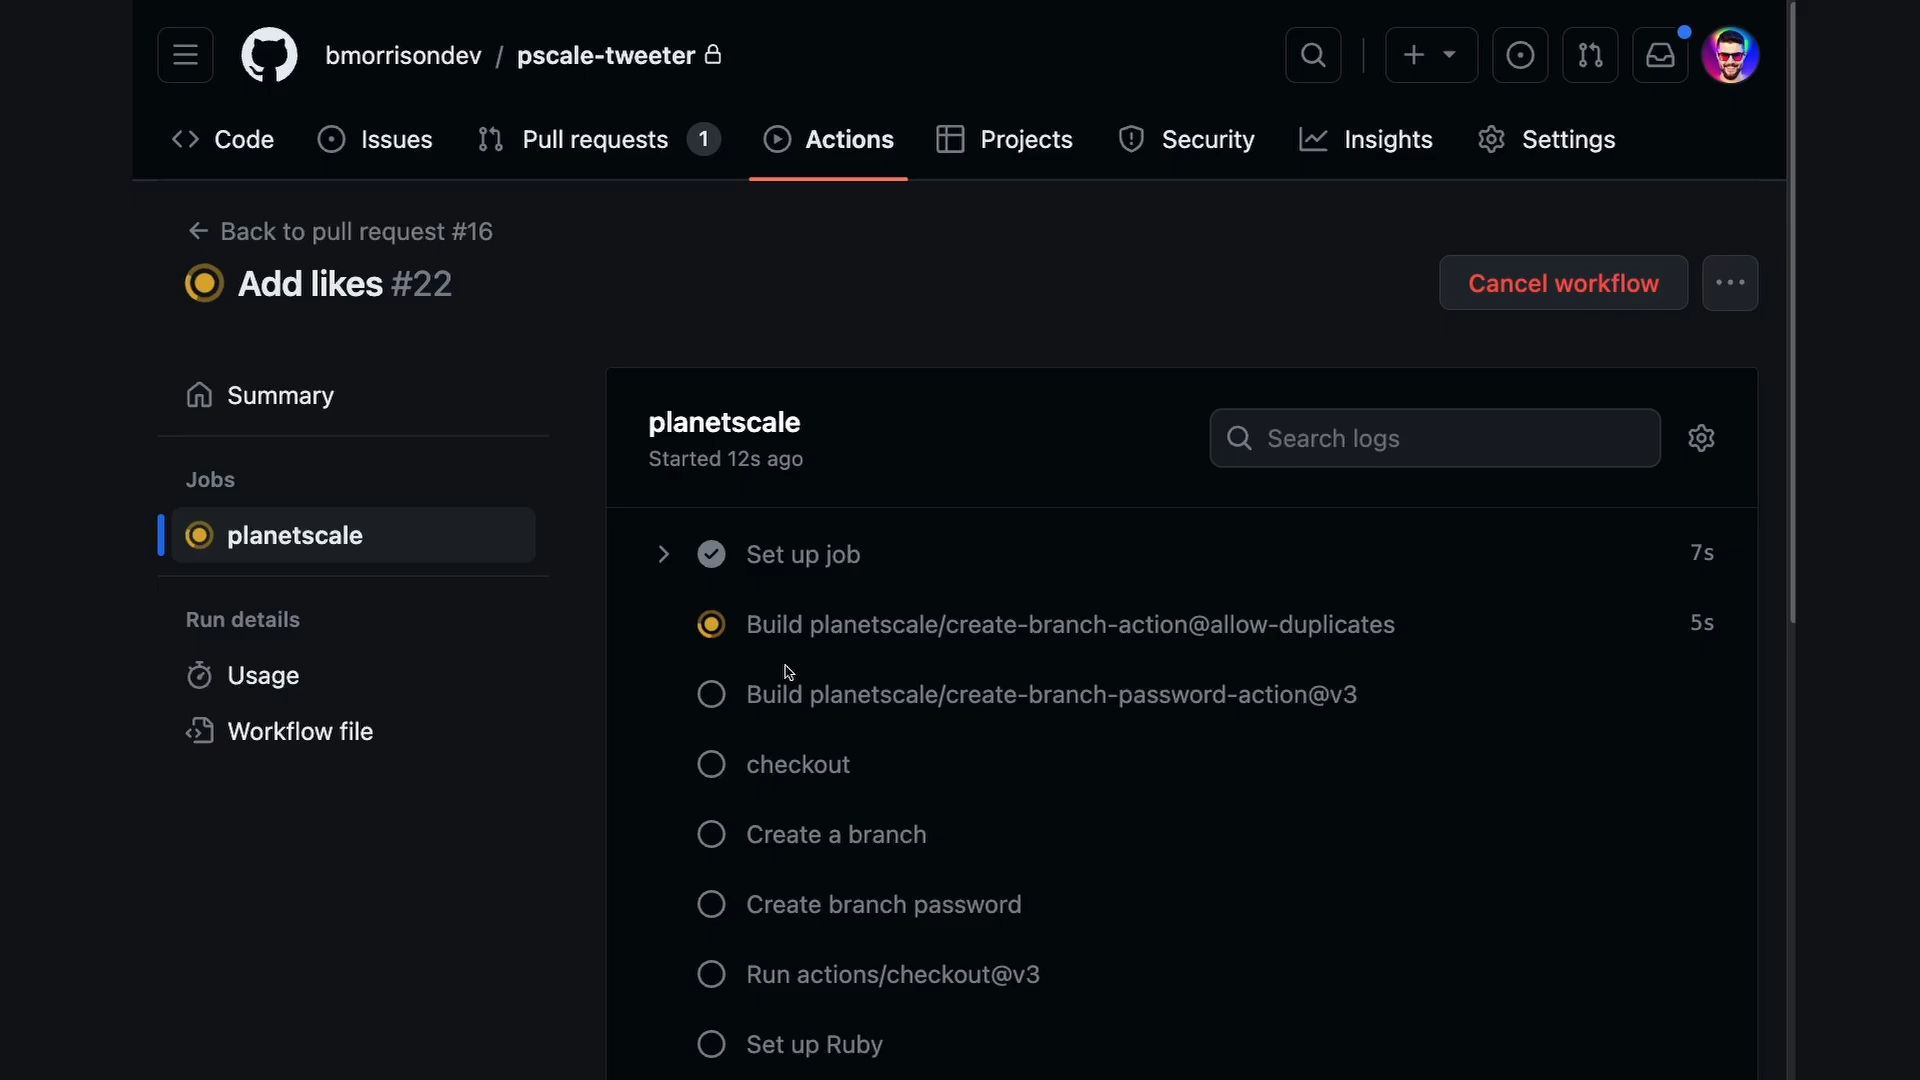 bmorrisondev / pscale-tweeter
Code Issues Pull requests 1 Actions Projects Security Insights Settings
Back to pull request #16
Add likes #22
Cancel workflow
Summary
Jobs
planetscale
Run details
Usage
Workflow file
planetscale
Started 12s ago
Search logs
Set up job 7s
Build planetscale/create-branch-action@allow-duplicates 5s
Build planetscale/create-branch-password-action@v3
checkout
Create a branch
Create branch password
Run actions/checkout@v3
Set up Ruby